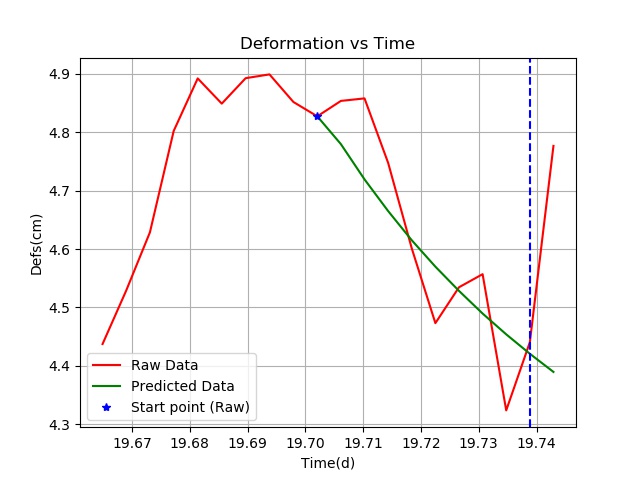 Deformation vs Time
Defs(cm)
4.9
4.8
4.7
4.6
4.5
4.4
4.3
Raw Data
Predicted Data
Start point (Raw)
19.67 19.68 19.69 19.70 19.71 19.72 19.73 19.74
Time(d)